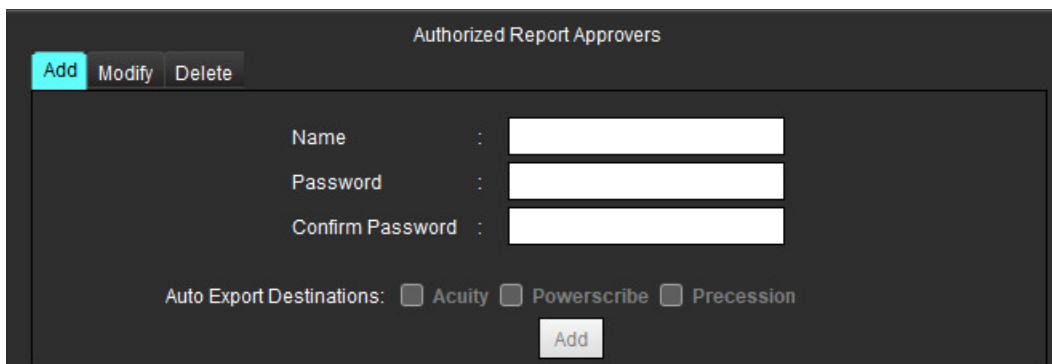 Authorized Report Approvers
Add Modify Delete
Name :
Password :
Confirm Password :
Auto Export Destinations: Acuity Powerscribe Precession
Add